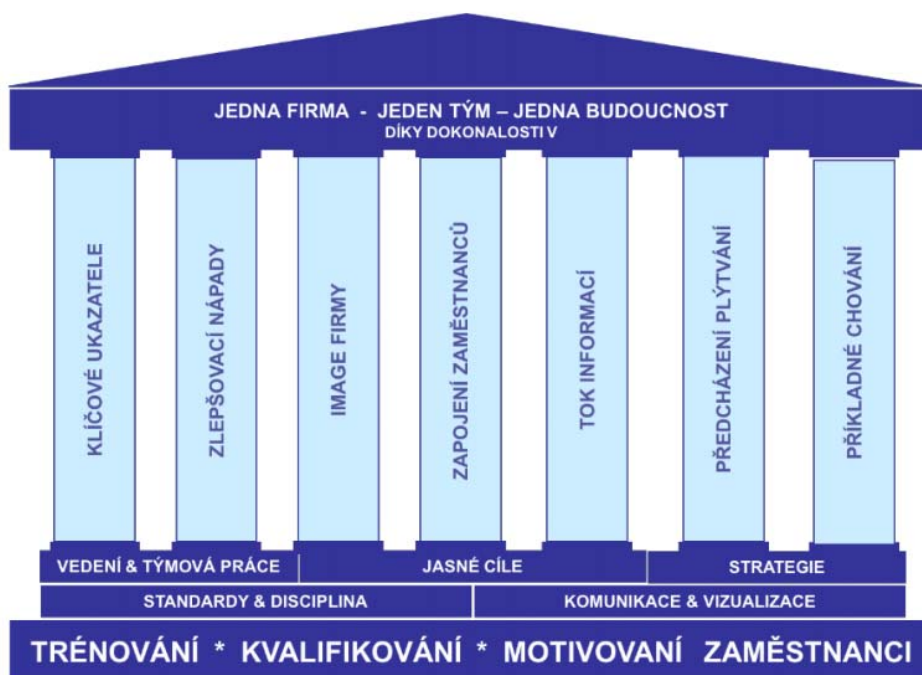 JEDNA FIRMA - JEDEN TÝM – JEDNA BUDOUCNOST
DÍKY DOKONALOSTI V
KLÍČOVÉ UKAZATELE
ZLEPŠOVACÍ NÁPADY
IMAGE FIRMY
ZAPOJENÍ ZAMĚSTNANCŮ
TOK INFORMACÍ
PŘEDCHÁZENÍ PLÝTVÁNÍ
PŘÍKLADNÉ CHOVÁNÍ
VEDENÍ & TÝMOVÁ PRÁCE
JASNÉ CÍLE
STRATEGIE
STANDARDY & DISCIPLINA
KOMUNIKACE & VIZUALIZACE
TRÉNOVÁNÍ * KVALIFIKOVÁNÍ * MOTIVOVANÍ ZAMĚSTNANCI